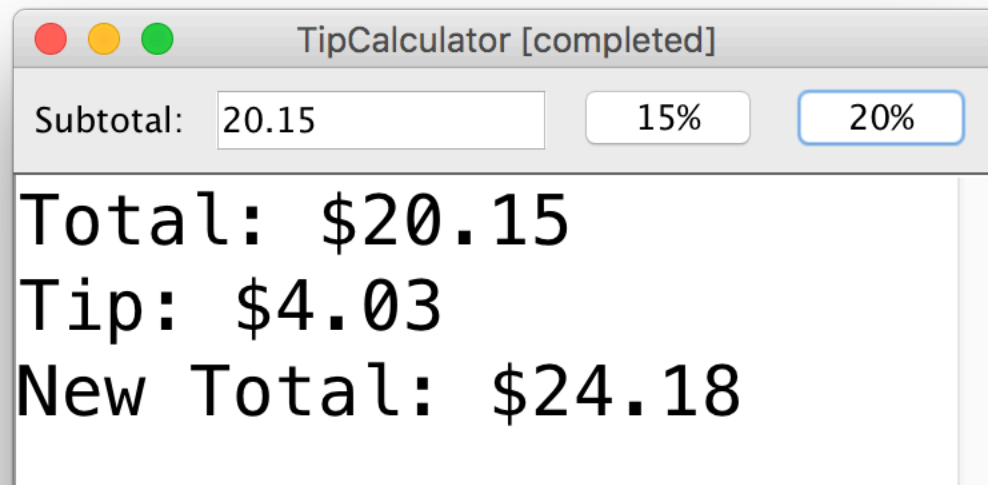 TipCalculator [completed]
Subtotal: 20.15 15% 20%
Total: $20.15
Tip: $4.03
New Total: $24.18